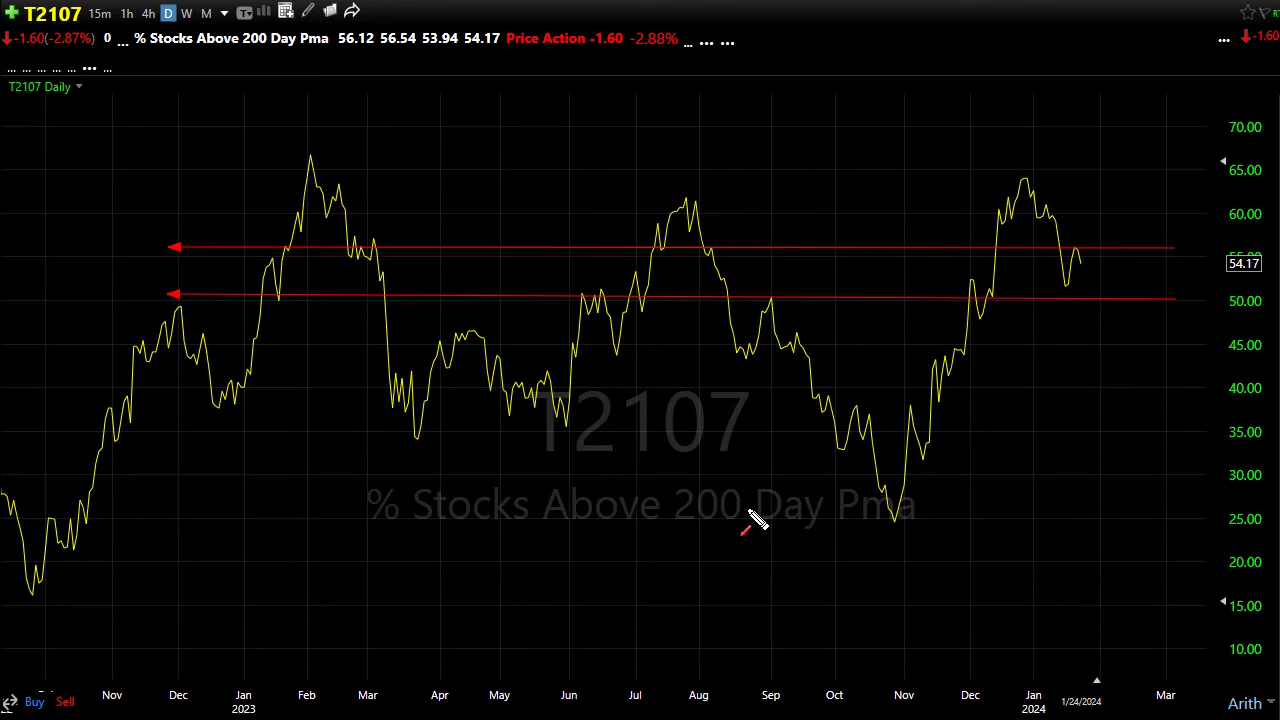 T2107 15m 1h 4h D W M
-1.60(-2.87%) 0 ... % Stocks Above 200 Day Pma 56.12 56.54 53.94 54.17 Price Action -1.60 -2.88% ... ... ... ... -1.60
... ... ... ... ... ... ...
T2107 Daily
70.00
65.00
60.00
55.00
54.17
50.00
45.00
40.00
35.00
30.00
25.00
20.00
15.00
10.00
T2107
% Stocks Above 200 Day Pma
Buy Sell
Nov Dec Jan Feb Mar Apr May Jun Jul Aug Sep Oct Nov Dec Jan 1/24/2024 Mar
2023 2024
Arith